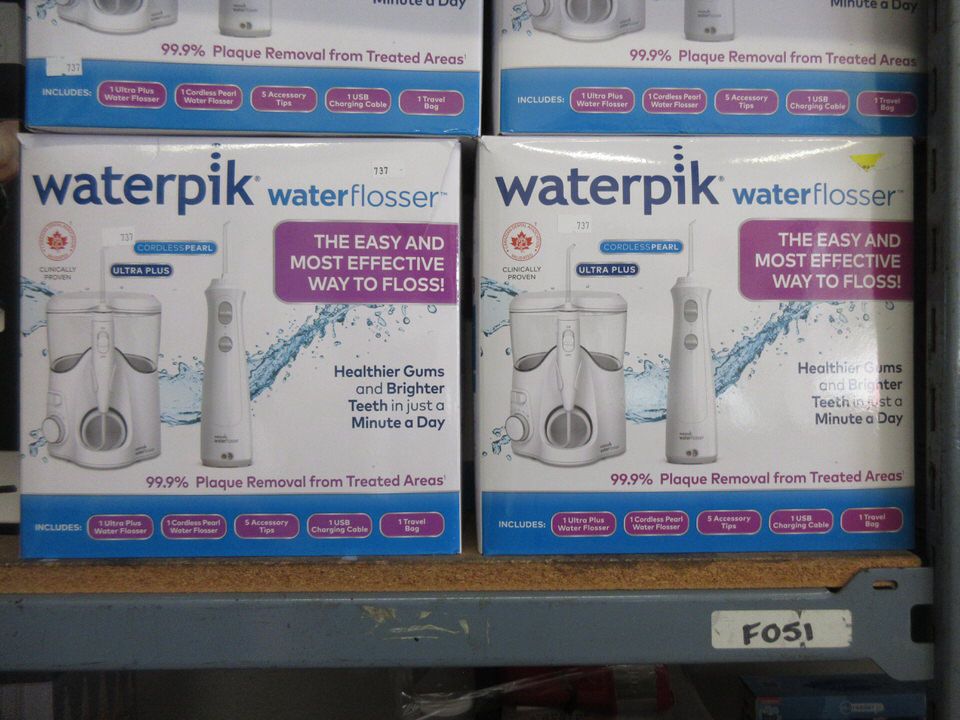 Minute a Day
99.9% Plaque Removal from Treated Areas¹
737
INCLUDES:
1 Ultra Plus
Water Flosser
1 Cordless Pearl
Water Flosser
5 Accessory
Tips
1 USB
Charging Cable
1 Travel
Bag
Minute a Day
99.9% Plaque Removal from Treated Areas¹
INCLUDES:
1 Ultra Plus
Water Flosser
1 Cordless Pearl
Water Flosser
5 Accessory
Tips
1 USB
Charging Cable
1 Travel
Bag
737
waterpik® waterflosser™
737
CLINICALLY
PROVEN
CORDLESS PEARL
ULTRA PLUS
THE EASY AND
MOST EFFECTIVE
WAY TO FLOSS!
Healthier Gums
and Brighter
Teeth in just a
Minute a Day
waterflosser
99.9% Plaque Removal from Treated Areas¹
INCLUDES:
1 Ultra Plus
Water Flosser
1 Cordless Pearl
Water Flosser
5 Accessory
Tips
1 USB
Charging Cable
1 Travel
Bag
waterpik® waterflosser™
737
CLINICALLY
PROVEN
CORDLESS PEARL
ULTRA PLUS
THE EASY AND
MOST EFFECTIVE
WAY TO FLOSS!
Healthier Gums
and Brighter
Teeth in just a
Minute a Day
waterflosser
99.9% Plaque Removal from Treated Areas¹
INCLUDES:
1 Ultra Plus
Water Flosser
1 Cordless Pearl
Water Flosser
5 Accessory
Tips
1 USB
Charging Cable
1 Travel
Bag
F051